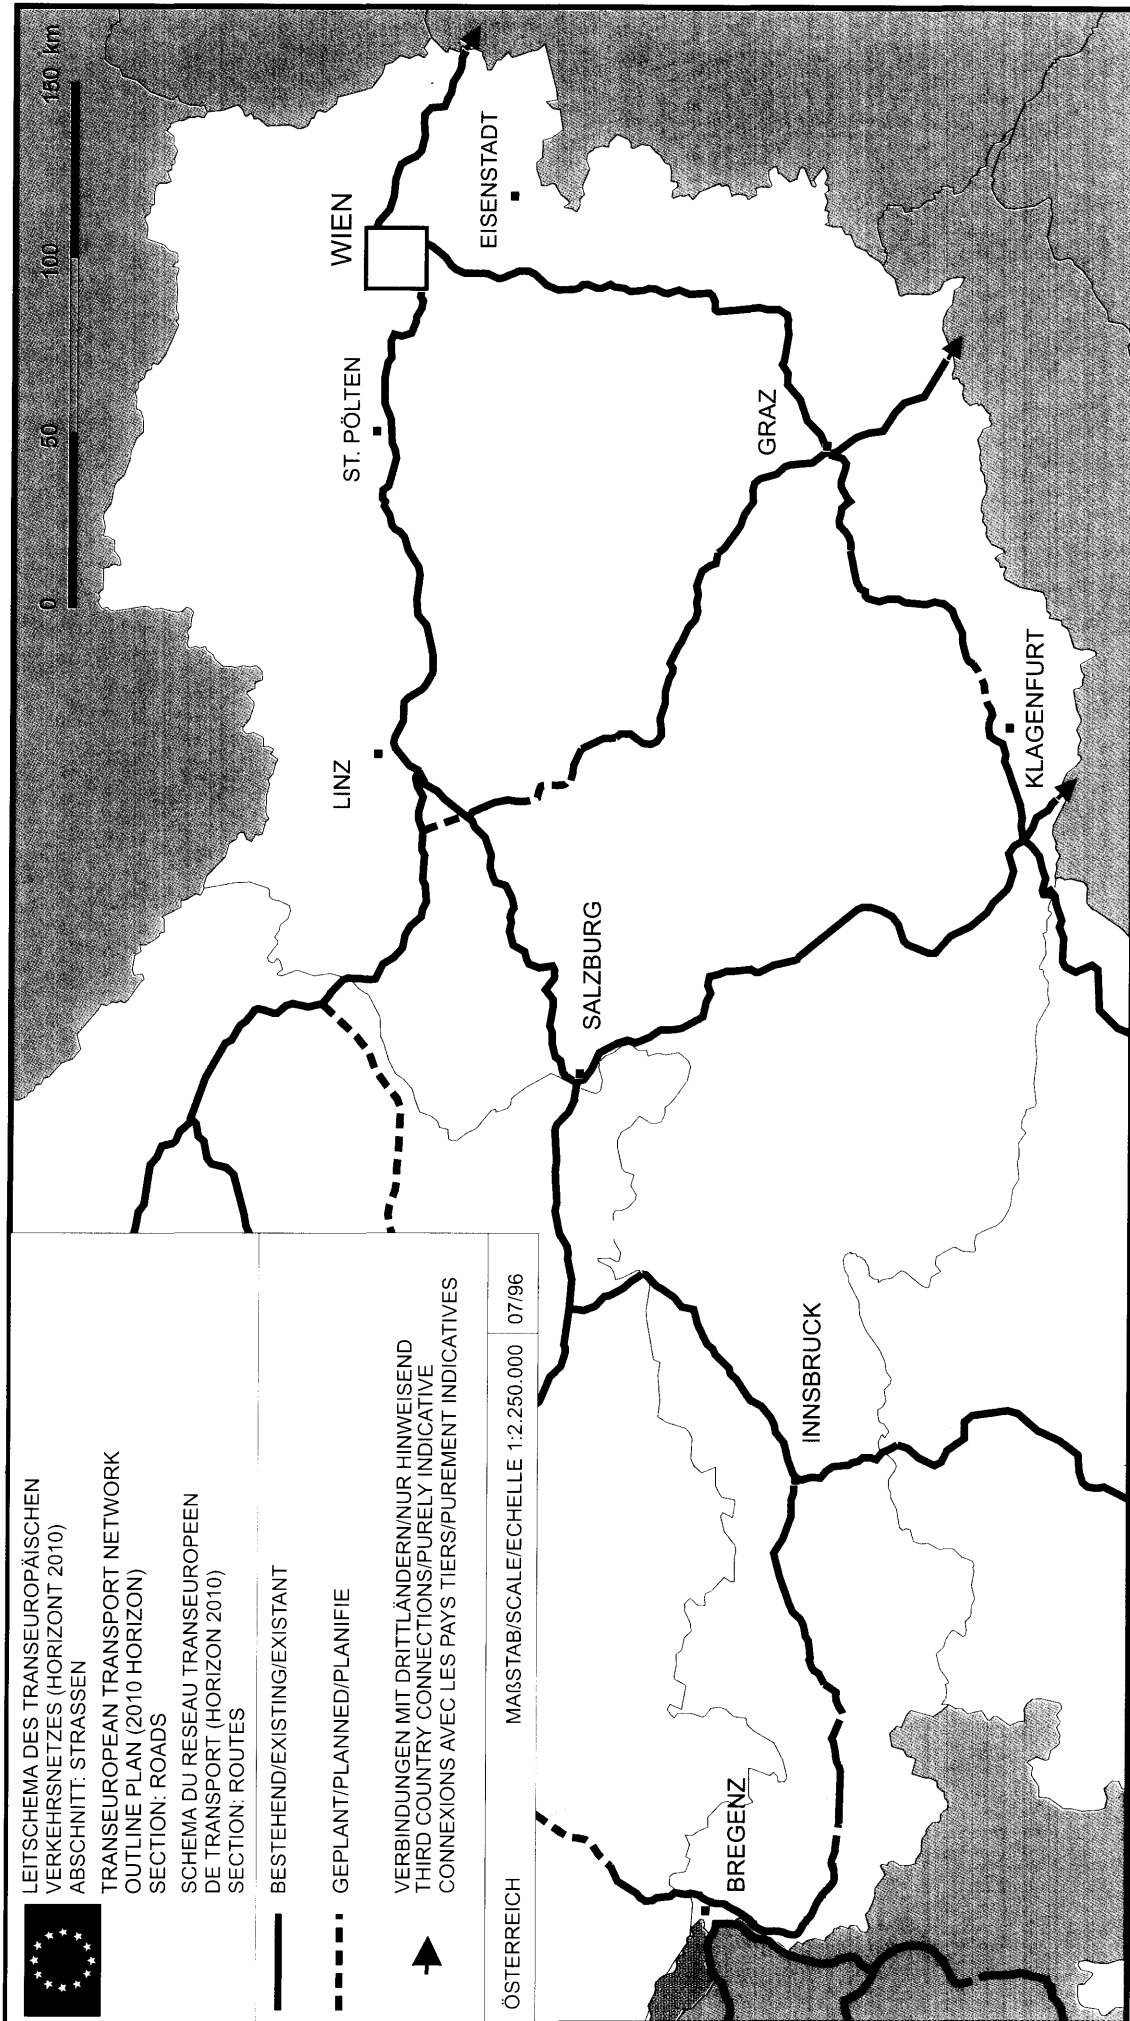 LEITSCHEMA DES TRANSEUROPÄISCHEN
VERKEHRSNETZES (HORIZONT 2010)
ABSCHNITT: STRASSEN
TRANSEUROPEAN TRANSPORT NETWORK
OUTLINE PLAN (2010 HORIZON)
SECTION: ROADS
SCHEMA DU RESEAU TRANSEUROPEEN
DE TRANSPORT (HORIZON 2010)
SECTION: ROUTES
BESTEHEND/EXISTING/EXISTANT
GEPLANT/PLANNED/PLANIFIE
VERBINDUNGEN MIT DRITTLÄNDERN/NUR HINWEISEND
THIRD COUNTRY CONNECTIONS/PURELY INDICATIVE
CONNEXIONS AVEC LES PAYS TIERS/PUREMENT INDICATIVES
ÖSTERREICH MAßSTAB/SCALE/ECHELLE 1:2.250.000 07/96
0 50 100 150 km
WIEN
ST. PÖLTEN
LINZ
EISENSTADT
SALZBURG
GRAZ
INNSBRUCK
BREGENZ
KLAGENFURT